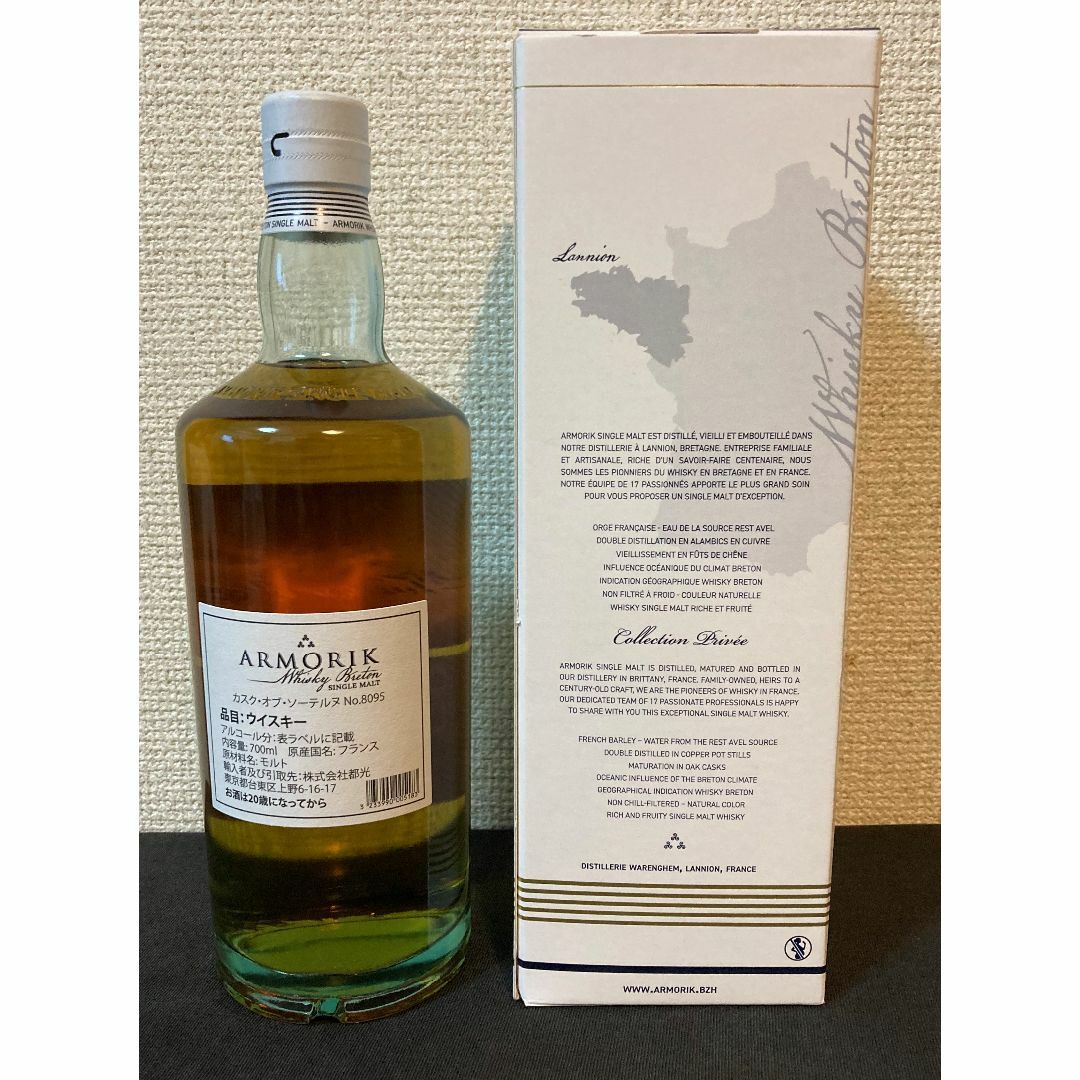 TON SINGLE MALT - ARMORIK W
ARMORIK
Whisky Breton
SINGLE MALT
カスク・オブ・ソーテルヌ No.8095
品目：ウイスキー
アルコール分：表ラベルに記載
内容量：700ml 原産国名：フランス
原材料名：モルト
輸入者及び引取先：株式会社都光
東京都台東区上野6-16-17
お酒は20歳になってから
Whisky Breton
Lannion
ARMORIK SINGLE MALT EST DISTILLÉ, VIEILLI ET EMBOUTEILLÉ DANS
NOTRE DISTILLERIE À LANNION, BRETAGNE. ENTREPRISE FAMILIALE
ET ARTISANALE, RICHE D'UN SAVOIR-FAIRE CENTENAIRE, NOUS
SOMMES LES PIONNIERS DU WHISKY EN BRETAGNE ET EN FRANCE.
NOTRE ÉQUIPE DE 17 PASSIONNÉS APPORTE LE PLUS GRAND SOIN
POUR VOUS PROPOSER UN SINGLE MALT D'EXCEPTION.
ORGE FRANÇAISE - EAU DE LA SOURCE REST AVEL
DOUBLE DISTILLATION EN ALAMBICS EN CUIVRE
VIEILLISSEMENT EN FÛTS DE CHÊNE
INFLUENCE OCÉANIQUE DU CLIMAT BRETON
INDICATION GÉOGRAPHIQUE WHISKY BRETON
NON FILTRÉ À FROID - COULEUR NATURELLE
WHISKY SINGLE MALT RICHE ET FRUITÉ
Collection Privée
ARMORIK SINGLE MALT IS DISTILLED, MATURED AND BOTTLED IN
OUR DISTILLERY IN BRITTANY, FRANCE. FAMILY-OWNED, HEIRS TO A
CENTURY-OLD CRAFT, WE ARE THE PIONEERS OF WHISKY IN FRANCE.
OUR DEDICATED TEAM OF 17 PASSIONATE PROFESSIONALS IS HAPPY
TO SHARE WITH YOU THIS EXCEPTIONAL SINGLE MALT WHISKY.
FRENCH BARLEY – WATER FROM THE REST AVEL SOURCE
DOUBLE DISTILLED IN COPPER POT STILLS
MATURATION IN OAK CASKS
OCEANIC INFLUENCE OF THE BRETON CLIMATE
GEOGRAPHICAL INDICATION WHISKY BRETON
NON CHILL-FILTERED – NATURAL COLOR
RICH AND FRUITY SINGLE MALT WHISKY
DISTILLERIE WARENGHEM, LANNION, FRANCE
WWW.ARMORIK.BZH